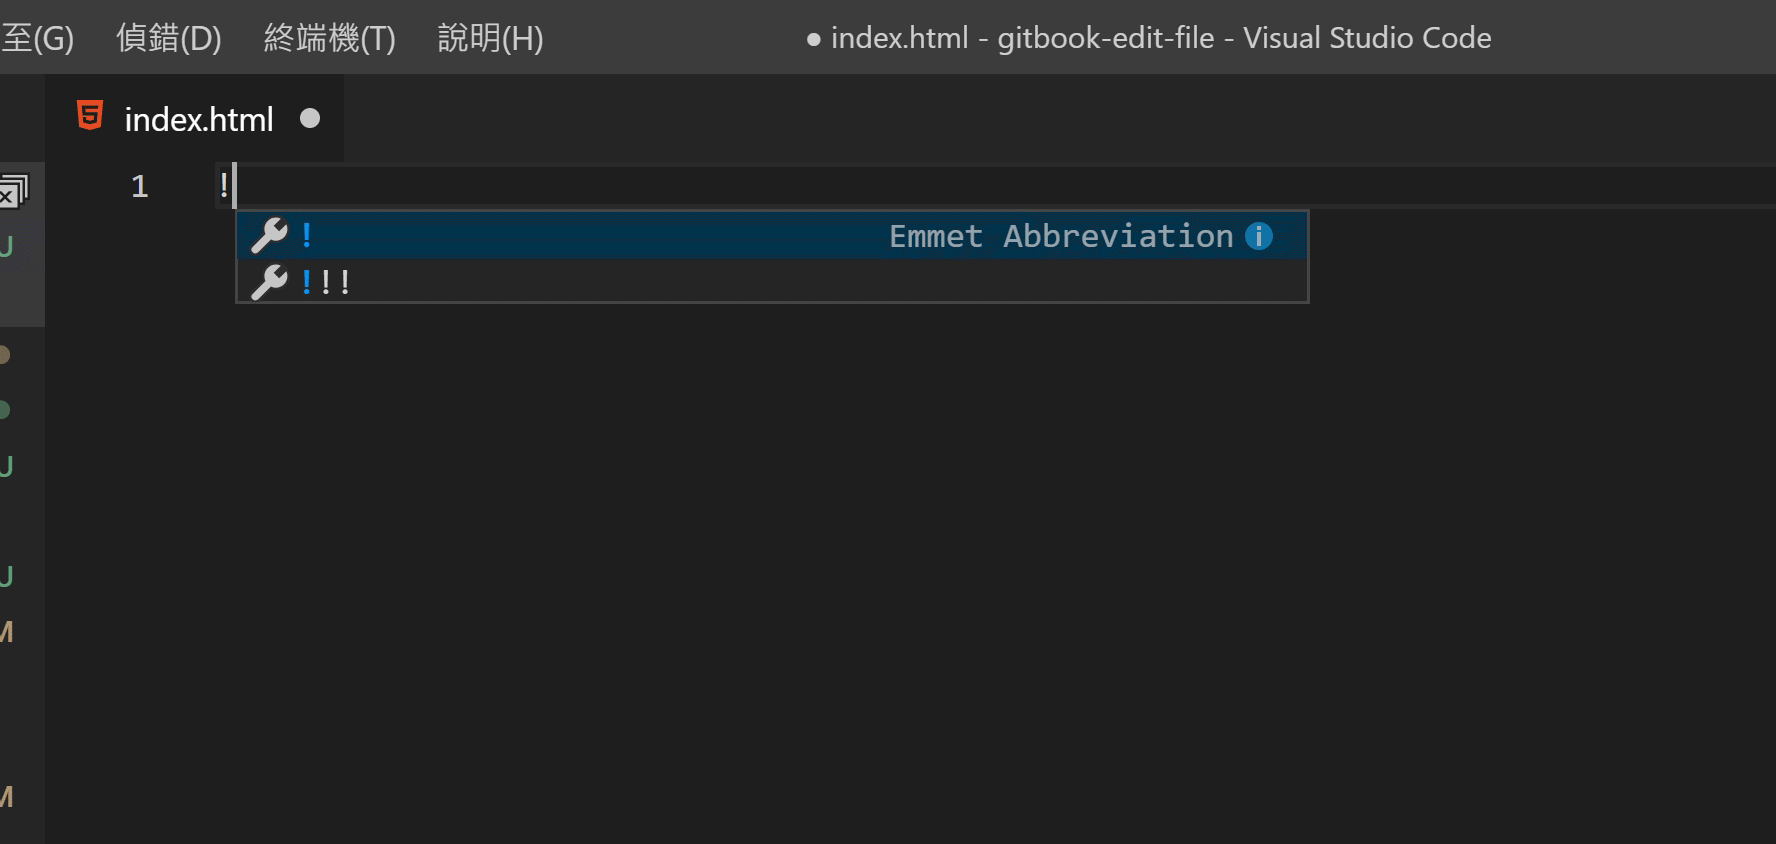 至(G) 偵錯(D) 終端機(T) 說明(H) ● index.html - gitbook-edit-file - Visual Studio Code
index.html
1 !
! Emmet Abbreviation
!!!
U
U
U
M
M